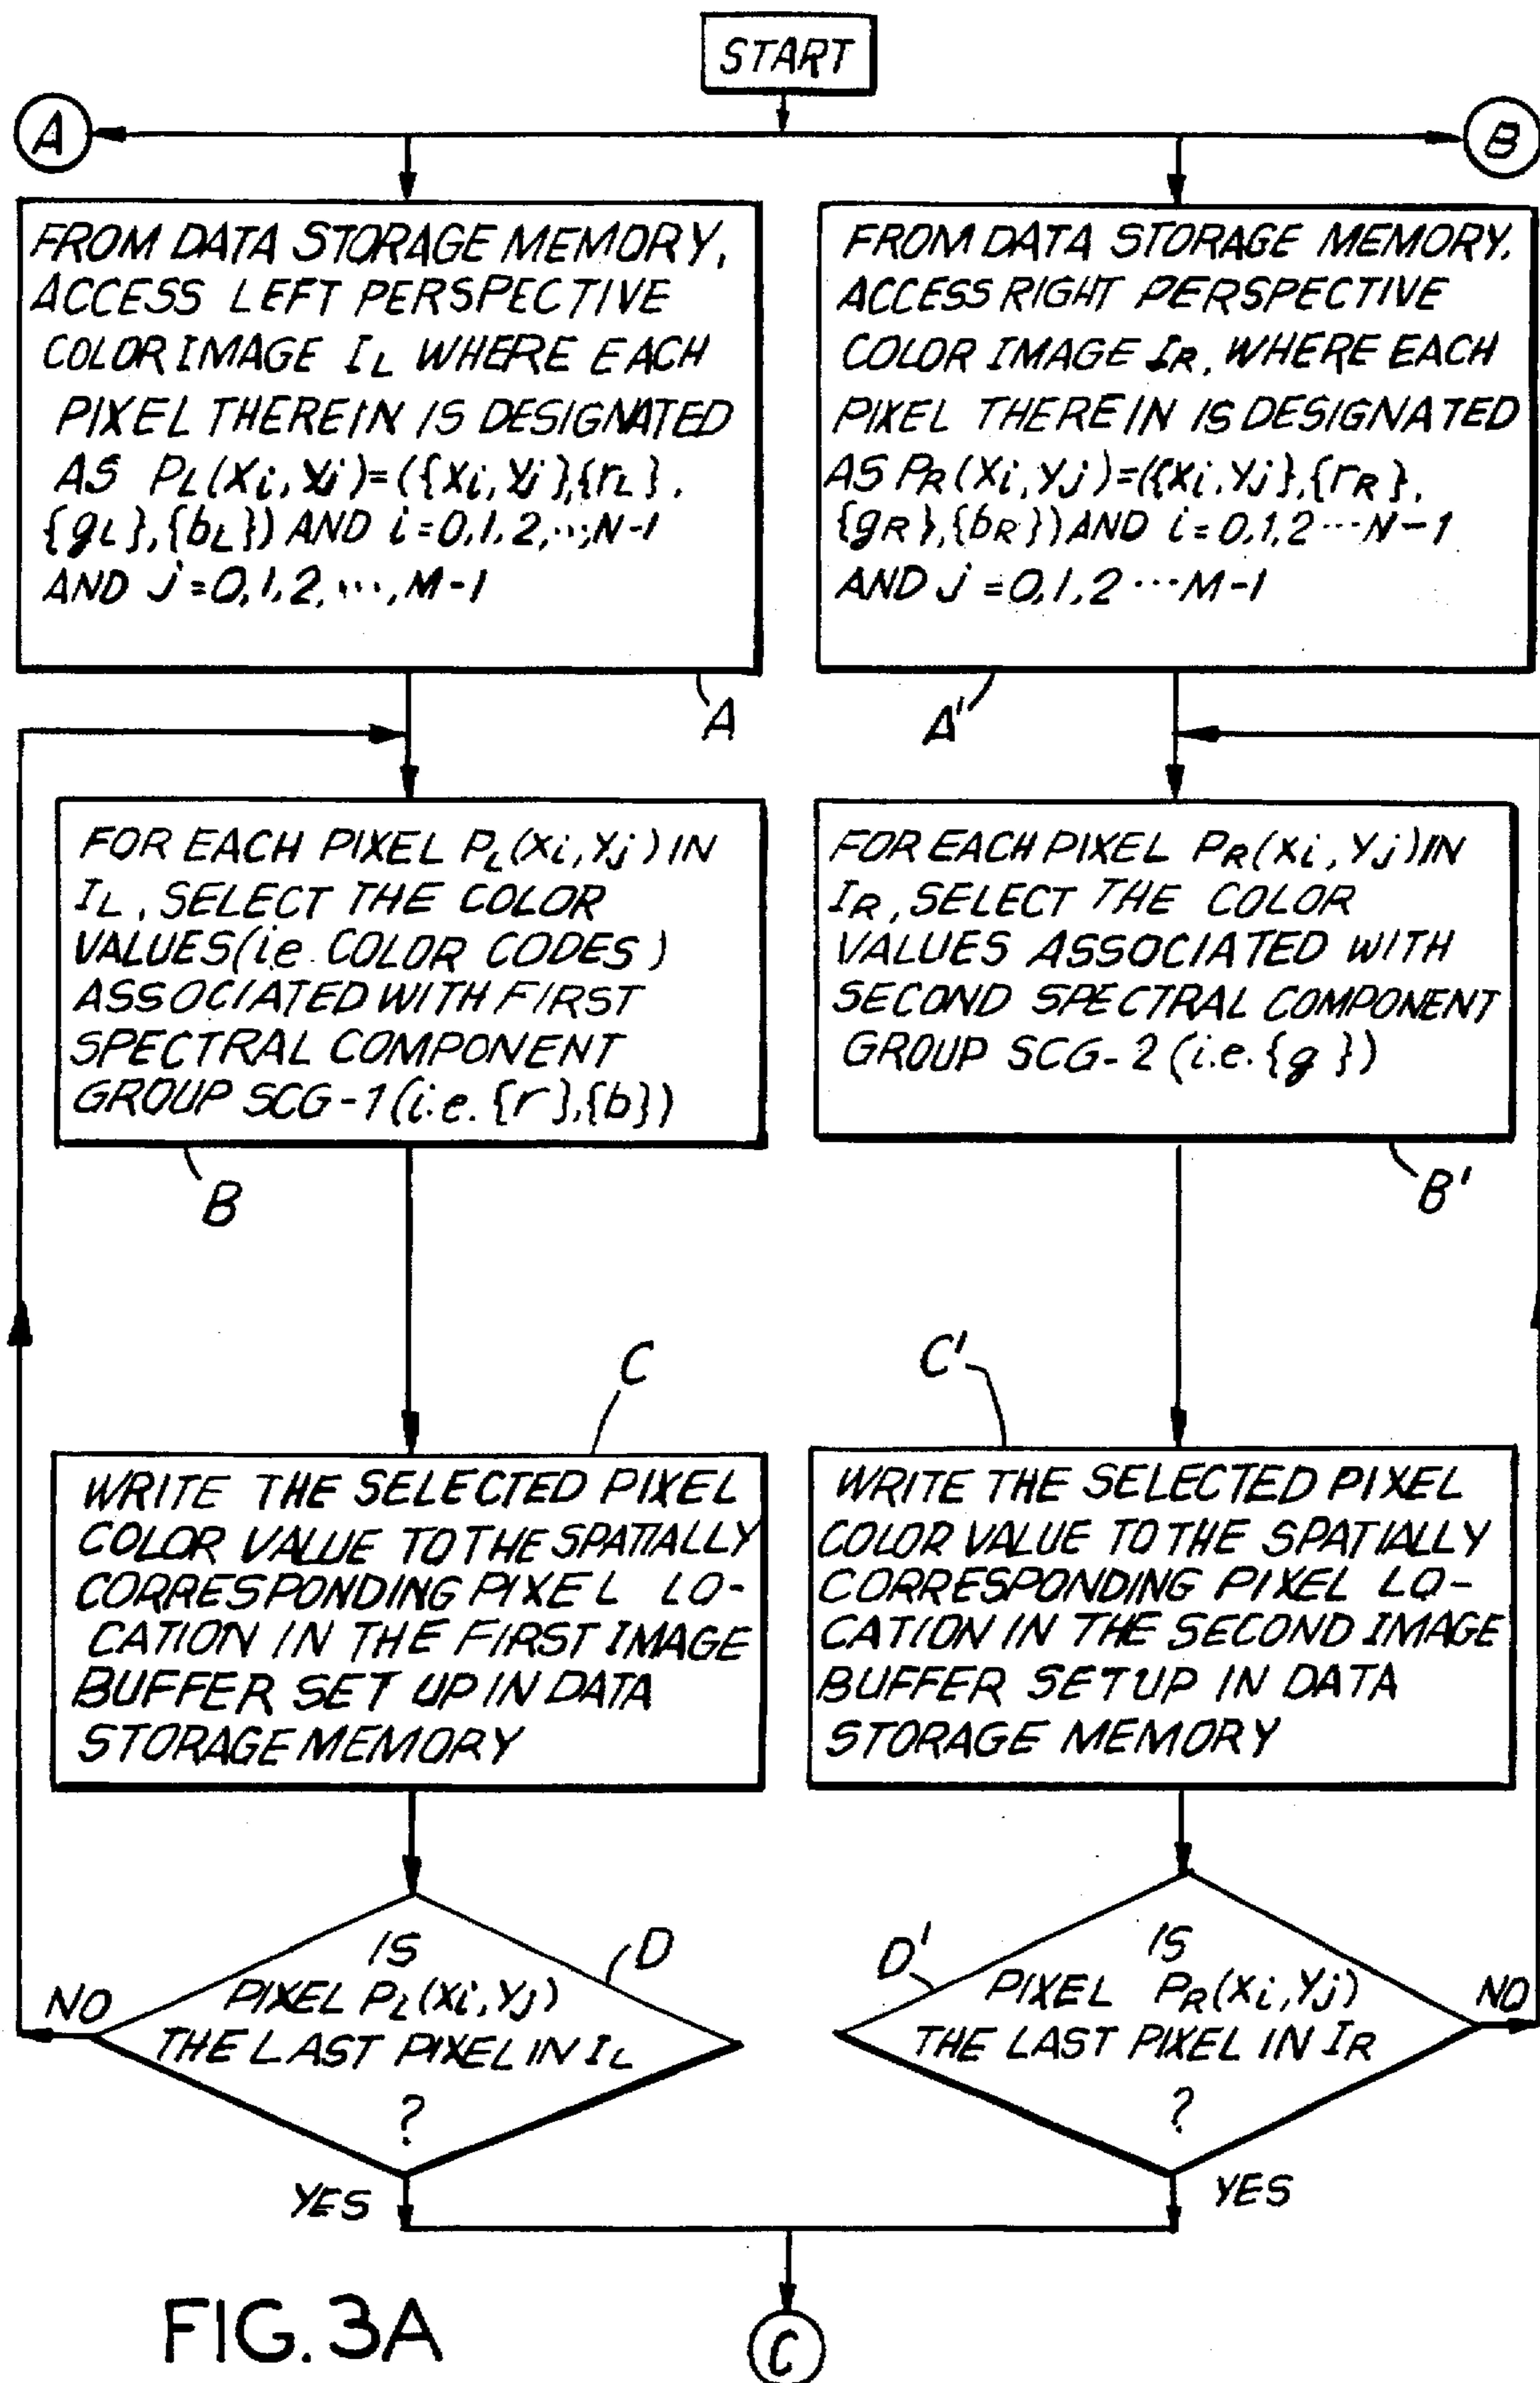 START
A
B
FROM DATA STORAGE MEMORY,
ACCESS LEFT PERSPECTIVE
COLOR IMAGE IL WHERE EACH
PIXEL THEREIN IS DESIGNATED
AS PL(Xi, Yj)=({Xi, Yj},{rL},
{gL},{bL}) AND i=0,1,2,...,N-1
AND j=0,1,2,...,M-1
A
FROM DATA STORAGE MEMORY,
ACCESS RIGHT PERSPECTIVE
COLOR IMAGE IR, WHERE EACH
PIXEL THEREIN IS DESIGNATED
AS PR(Xi, Yj)=({Xi, Yj},{rR},
{gR},{bR}) AND i=0,1,2...N-1
AND j=0,1,2...M-1
A'
FOR EACH PIXEL PL(Xi, Yj) IN
IL, SELECT THE COLOR
VALUES (i.e. COLOR CODES)
ASSOCIATED WITH FIRST
SPECTRAL COMPONENT
GROUP SCG-1 (i.e. {r},{b})
B
FOR EACH PIXEL PR(Xi, Yj) IN
IR, SELECT THE COLOR
VALUES ASSOCIATED WITH
SECOND SPECTRAL COMPONENT
GROUP SCG-2 (i.e. {g})
B'
C
WRITE THE SELECTED PIXEL
COLOR VALUE TO THE SPATIALLY
CORRESPONDING PIXEL LO-
CATION IN THE FIRST IMAGE
BUFFER SET UP IN DATA
STORAGE MEMORY
C'
WRITE THE SELECTED PIXEL
COLOR VALUE TO THE SPATIALLY
CORRESPONDING PIXEL LO-
CATION IN THE SECOND IMAGE
BUFFER SET UP IN DATA
STORAGE MEMORY
D
IS
PIXEL PL(Xi, Yj)
THE LAST PIXEL IN IL
?
NO
YES
D'
IS
PIXEL PR(Xi, Yj)
THE LAST PIXEL IN IR
?
NO
YES
C
FIG. 3A